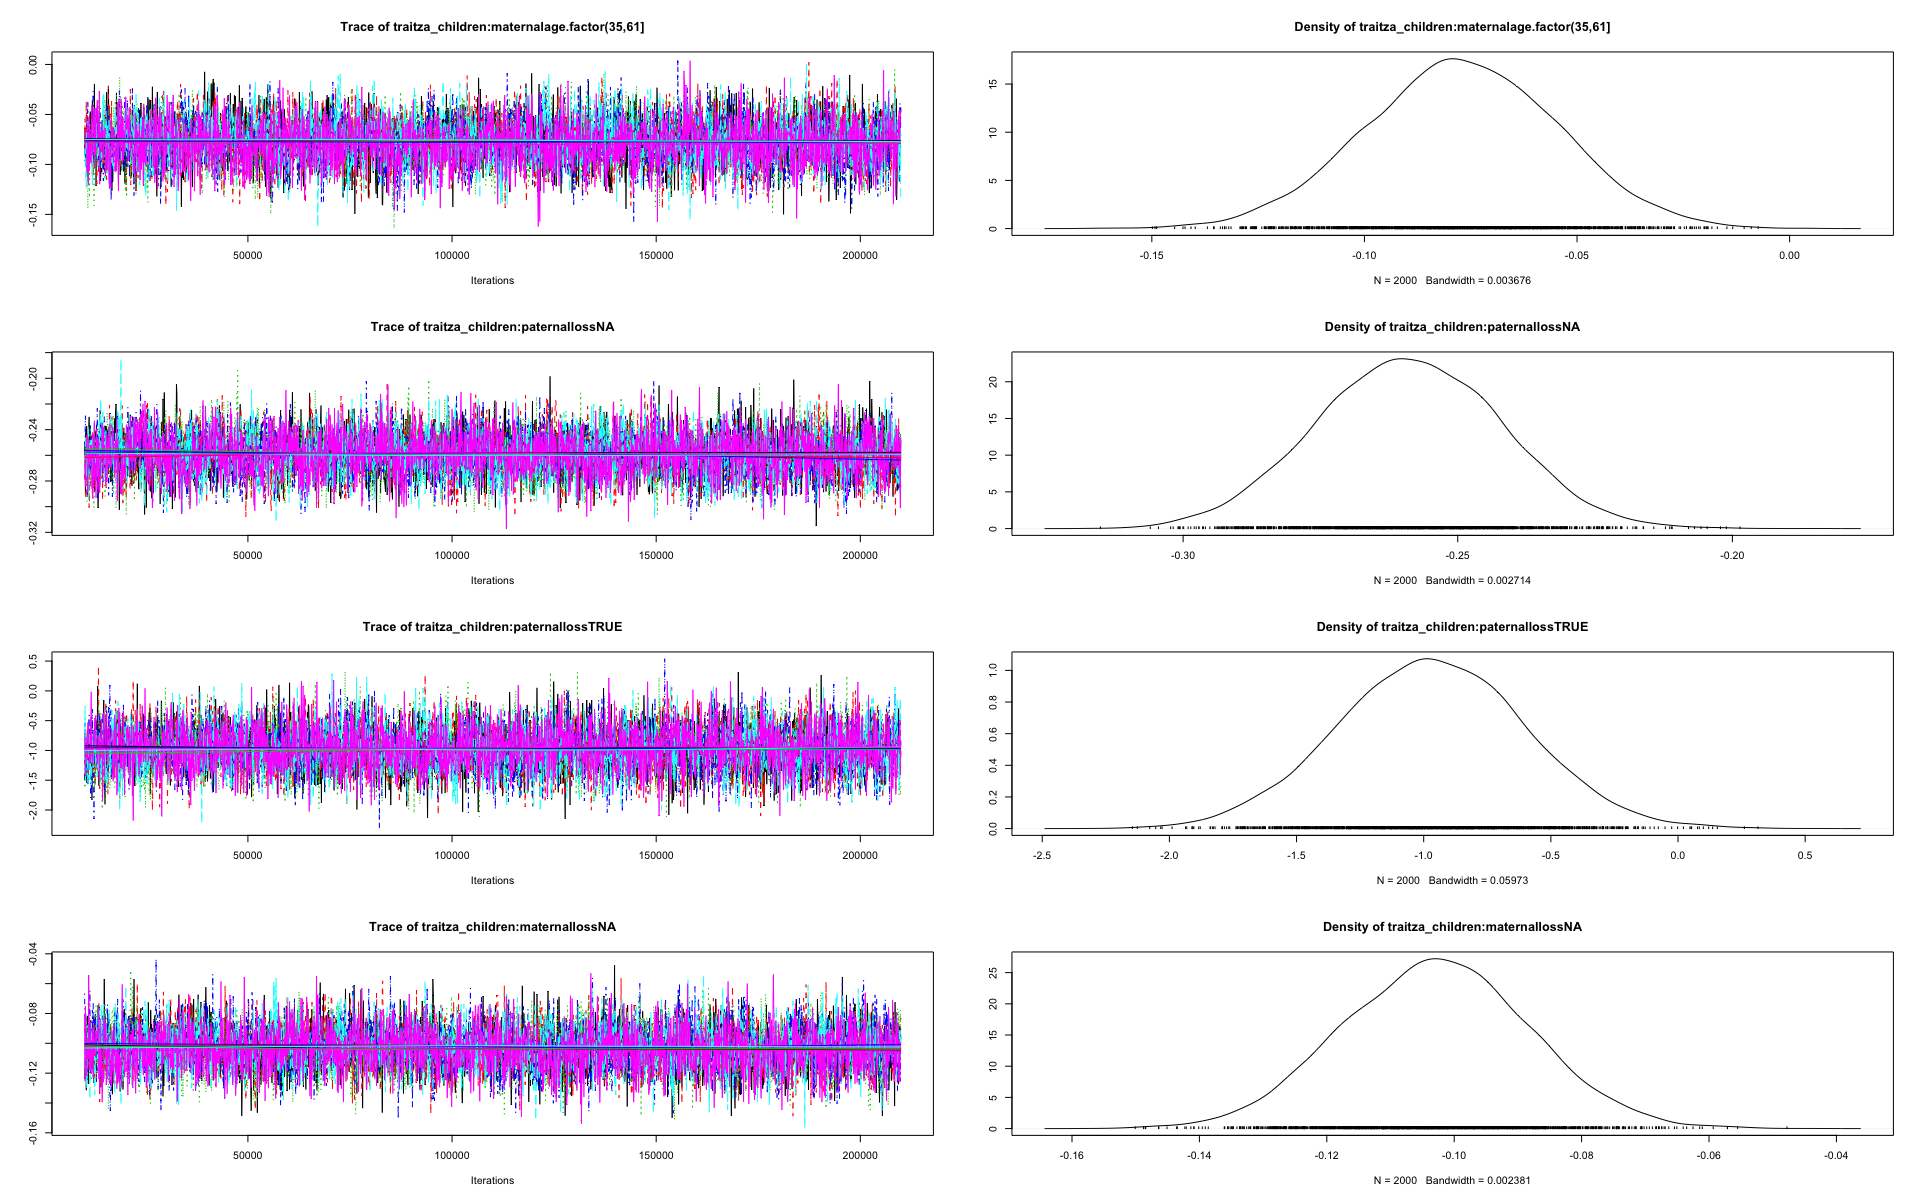 Trace of traitza_children:maternalage.factor(35,61]
0.00
-0.05
-0.10
-0.15
50000 100000 150000 200000
Iterations
Density of traitza_children:maternalage.factor(35,61]
15
10
5
0
-0.15 -0.10 -0.05 0.00
N = 2000 Bandwidth = 0.003676
Trace of traitza_children:paternallossNA
-0.20
-0.24
-0.28
-0.32
50000 100000 150000 200000
Iterations
Density of traitza_children:paternallossNA
20
15
10
5
0
-0.30 -0.25 -0.20
N = 2000 Bandwidth = 0.002714
Trace of traitza_children:paternallossTRUE
0.5
0.0
-0.5
-1.0
-1.5
-2.0
50000 100000 150000 200000
Iterations
Density of traitza_children:paternallossTRUE
1.0
0.8
0.6
0.4
0.2
0.0
-2.5 -2.0 -1.5 -1.0 -0.5 0.0 0.5
N = 2000 Bandwidth = 0.05973
Trace of traitza_children:maternallossNA
-0.04
-0.08
-0.12
-0.16
50000 100000 150000 200000
Iterations
Density of traitza_children:maternallossNA
25
20
15
10
5
0
-0.16 -0.14 -0.12 -0.10 -0.08 -0.06 -0.04
N = 2000 Bandwidth = 0.002381